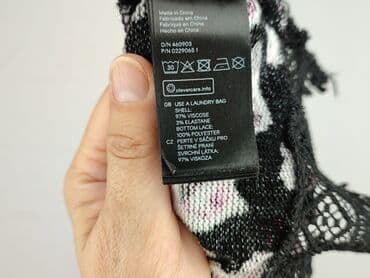 Made in China
Fabricado en China
Fabriqué en Chine
Hecho en China
D/N 460903
P/N 0229068 1
30
clevercare.info
GB USE A LAUNDRY BAG
SHELL:
97% VISCOSE
3% ELASTANE
BOTTOM LACE:
100% POLYESTER
CZ PERTE V SÁČKU PRO
ŠETRNÉ PRANÍ
SVRCHNÍ LÁTKA:
97% VISKÓZA